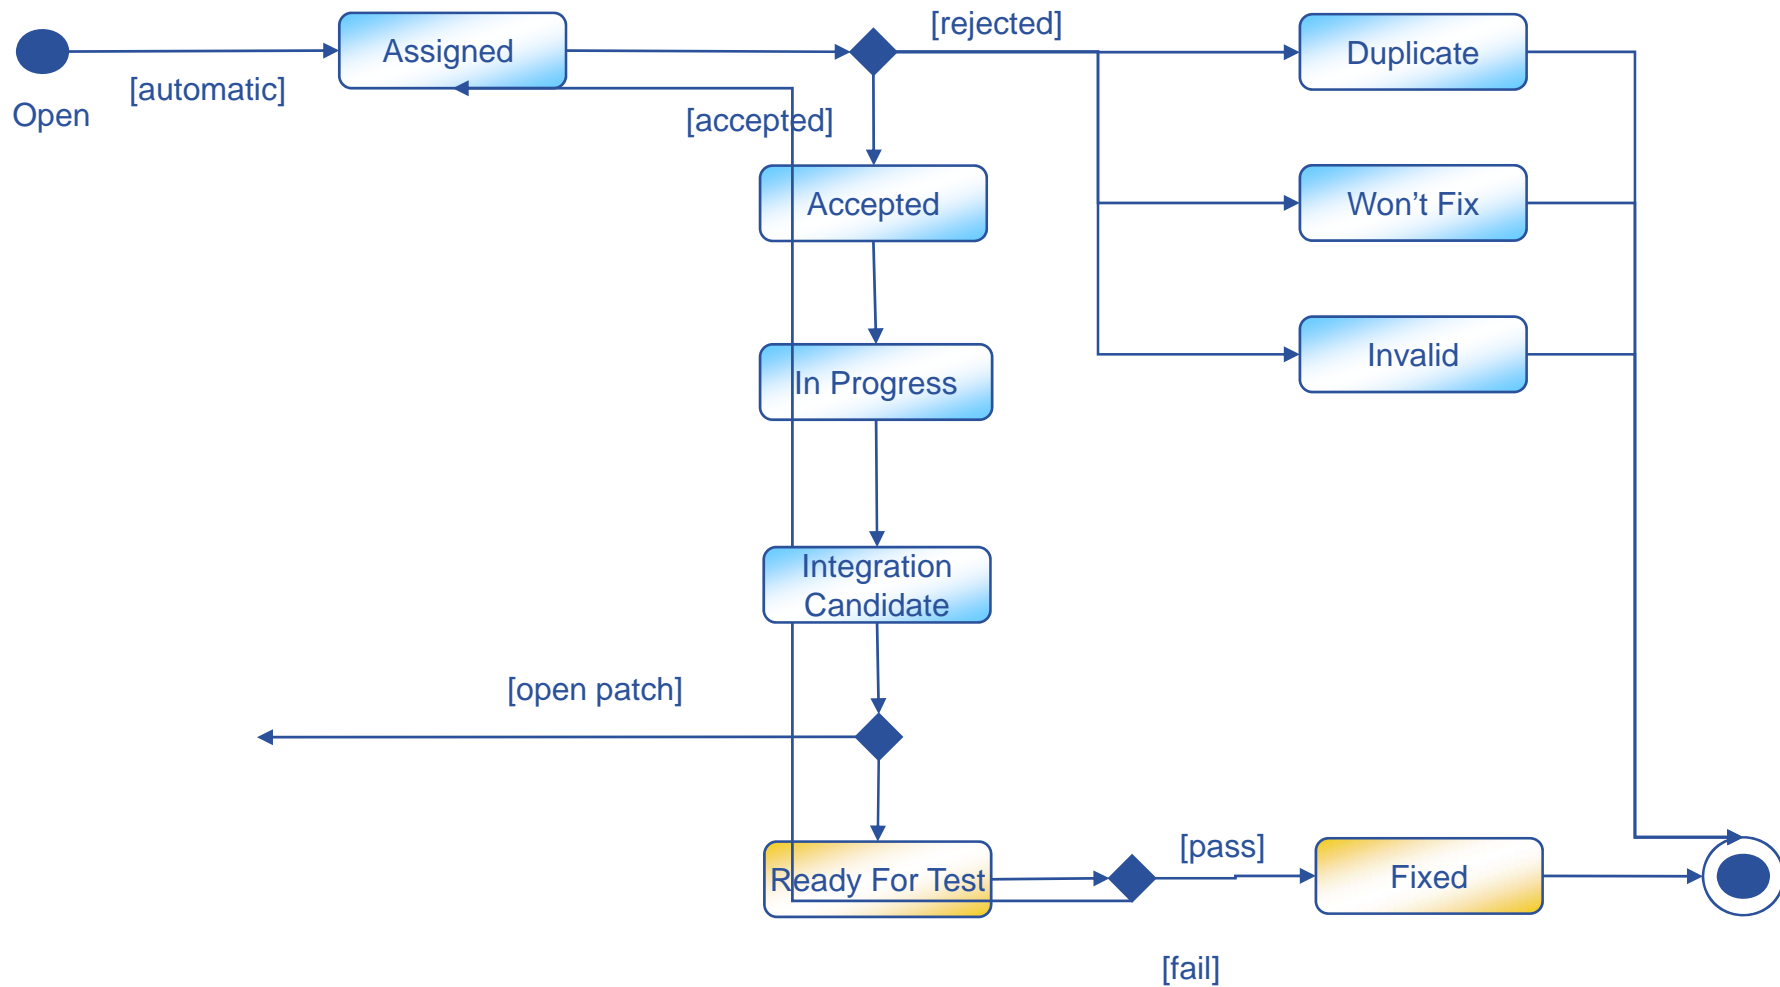 [rejected]
Assigned
Duplicate
[automatic]
Open
[accepted]
Accepted
Won't Fix
In Progress
Invalid
Integration
Candidate
[open patch]
[pass]
Ready For Test
Fixed
[fail]